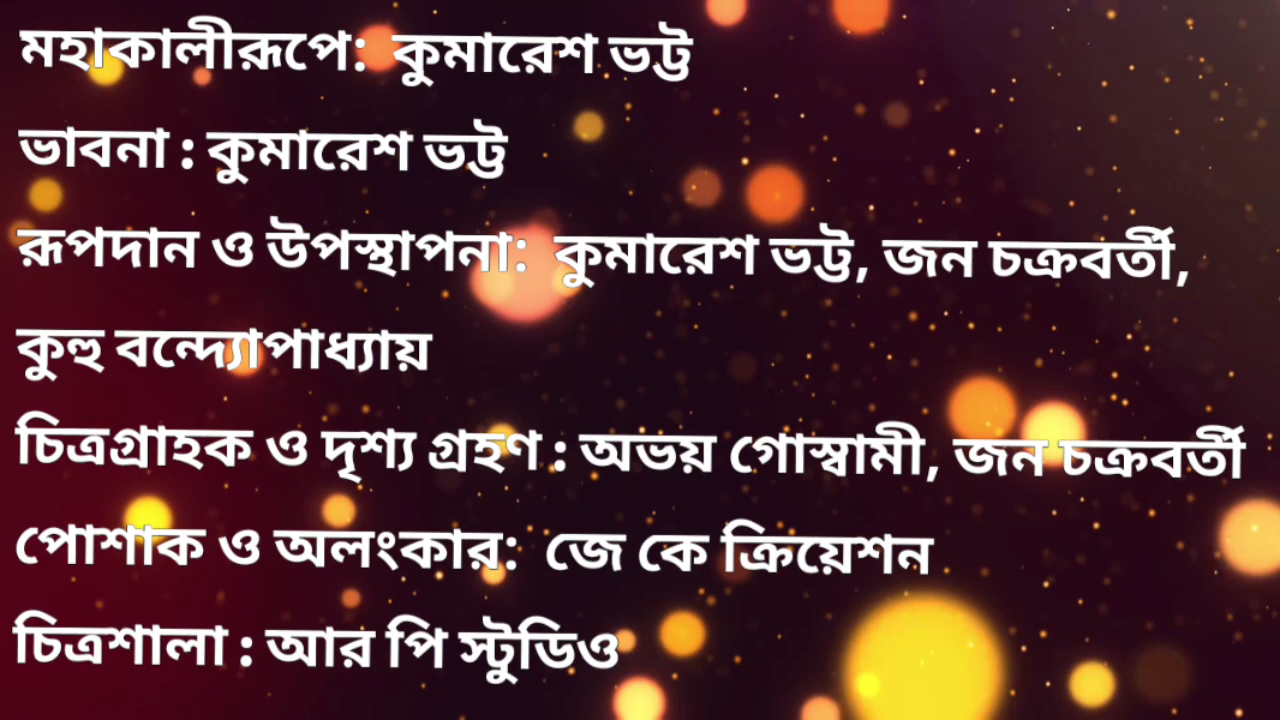 মহাকালীরূপে: কুমারেশ ভট্ট
ভাবনা : কুমারেশ ভট্ট
রূপদান ও উপস্থাপনা: কুমারেশ ভট্ট, জন চক্রবর্তী,
কুহু বন্দ্যোপাধ্যায়
চিত্রগ্রাহক ও দৃশ্য গ্রহণ : অভয় গোস্বামী, জন চক্রবর্তী
পোশাক ও অলংকার: জে কে ক্রিয়েশন
চিত্রশালা : আর পি স্টুডিও